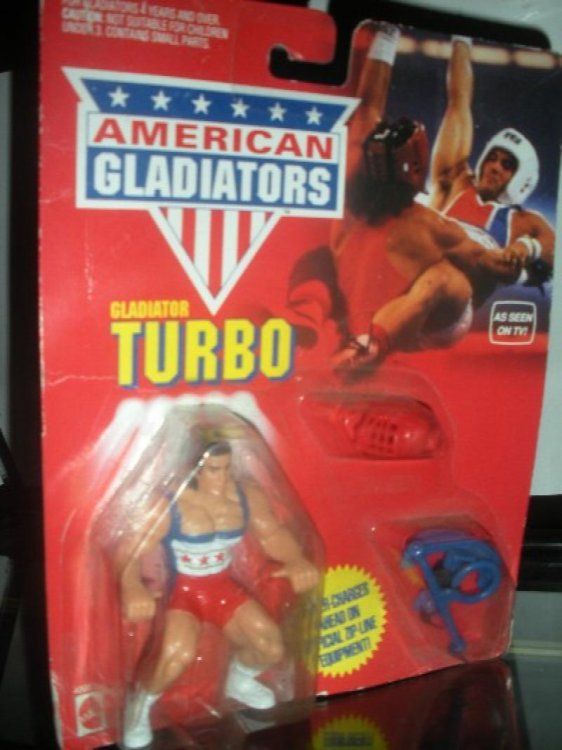 FOR GLADIATORS 4 YEARS AND OVER.
CAUTION: NOT SUITABLE FOR CHILDREN
UNDER 3. CONTAINS SMALL PARTS.
AMERICAN
GLADIATORS
GLADIATOR
TURBO
AS SEEN
ON TV!
-CHARGES
AHEAD ON
ZIP-LINE
EQUIPMENT!